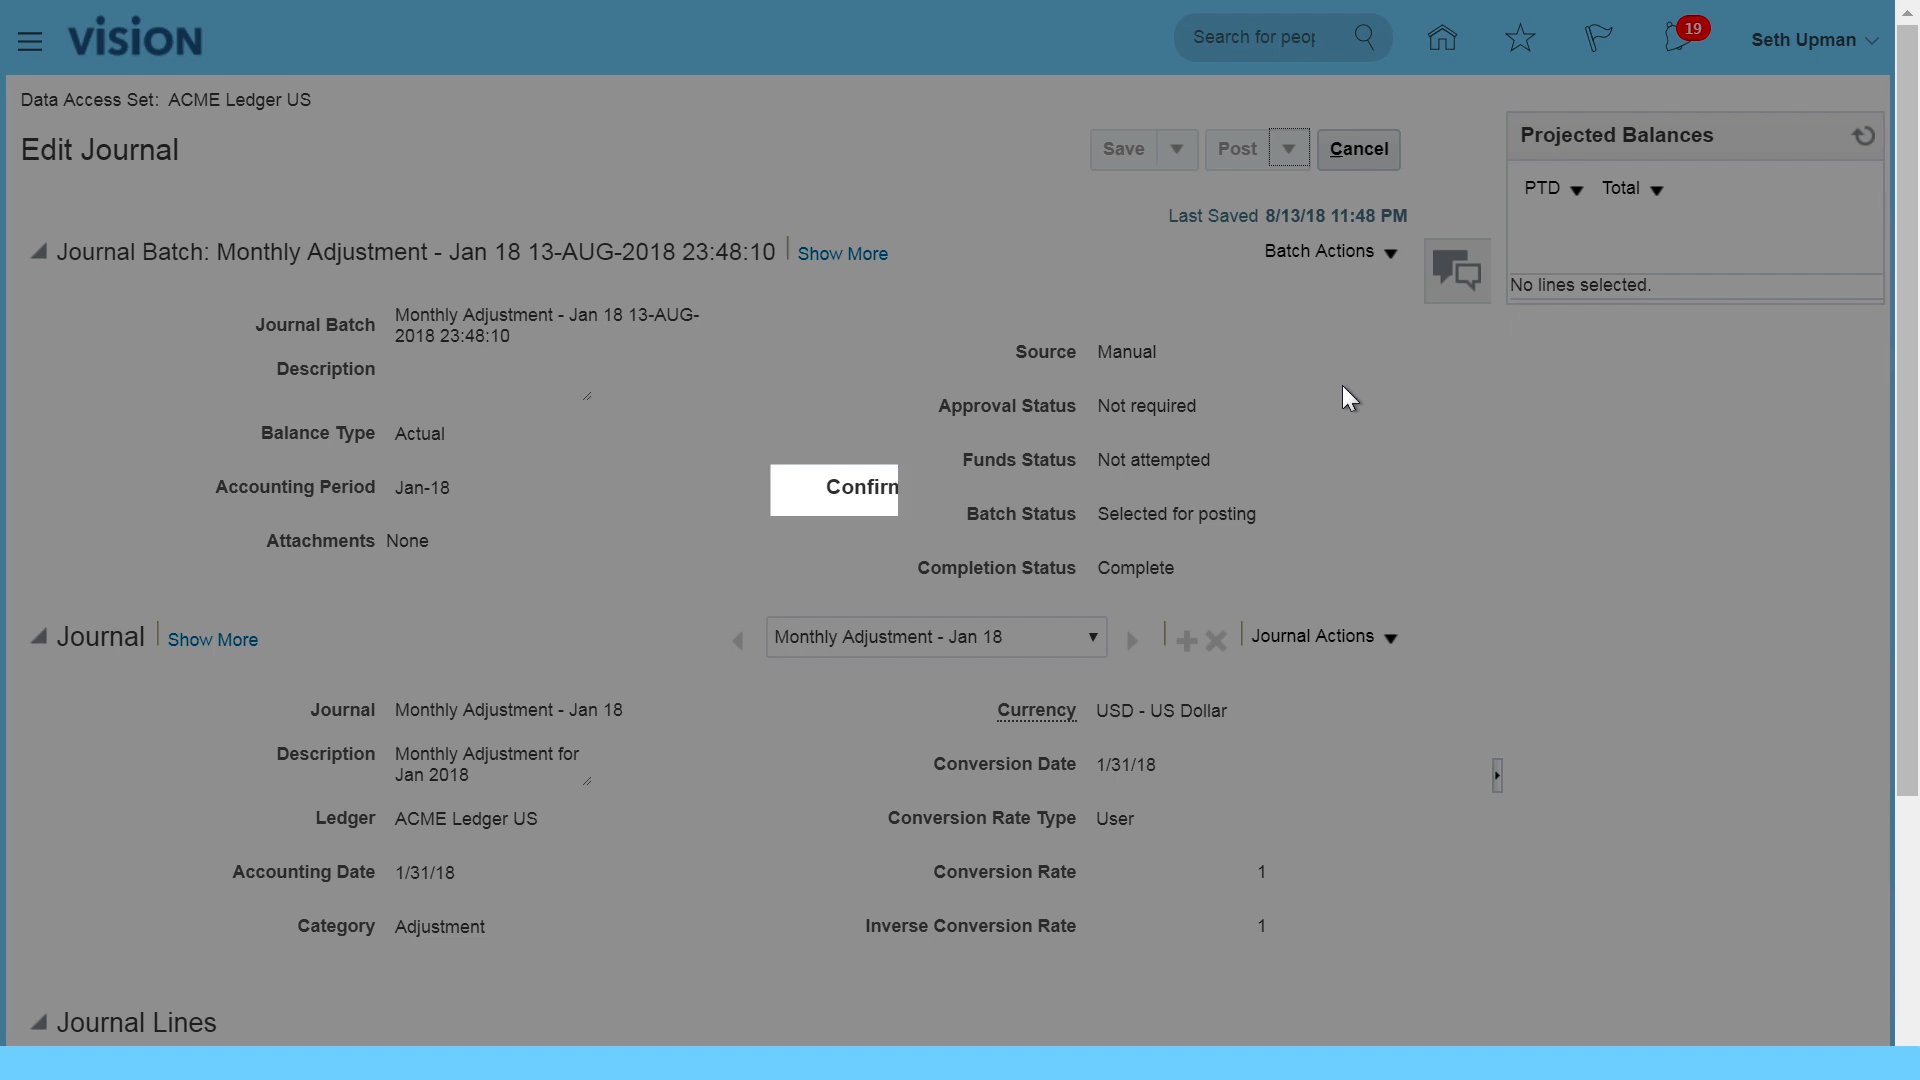 vision
Search for
19
Seth Upman
Data Access Set: ACME Ledger US
Edit Journal
Save
Post
Cancel
Projected Balances
PTD
Total
No lines selected.
Last Saved 8/13/18 11:48 PM
Journal Batch: Monthly Adjustment - Jan 18 13-AUG-2018 23:48:10
Show More
Batch Actions
Journal Batch Monthly Adjustment - Jan 18 13-AUG-
2018 23:48:10
Description
Balance Type Actual
Accounting Period Jan-18
Attachments None
Source Manual
Approval Status Not required
Funds Status Not attempted
Batch Status Selected for posting
Completion Status Complete
Journal
Show More
Monthly Adjustment - Jan 18
Journal Actions
Journal Monthly Adjustment - Jan 18
Description Monthly Adjustment for
Jan 2018
Ledger ACME Ledger US
Accounting Date 1/31/18
Category Adjustment
Currency USD - US Dollar
Conversion Date 1/31/18
Conversion Rate Type User
Conversion Rate 1
Inverse Conversion Rate 1
Journal Lines